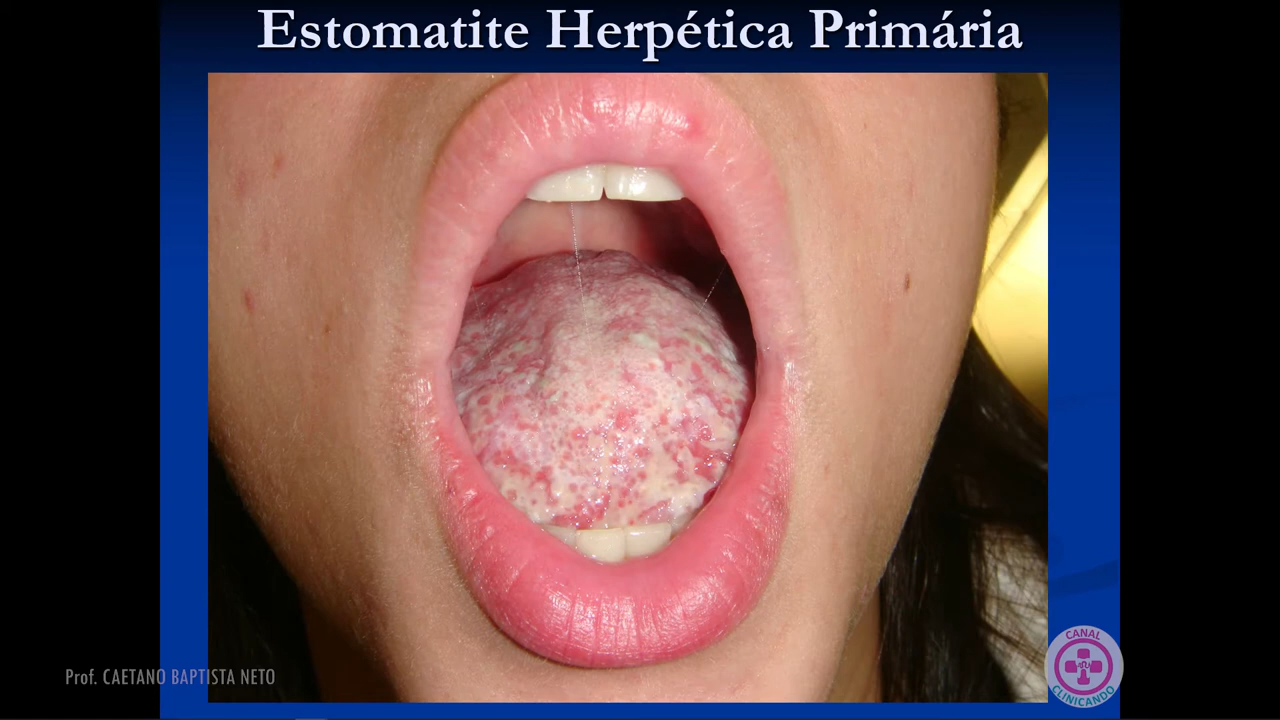 Estomatite Herpética Primária
Prof. CAETANO BAPTISTA NETO
CANAL
CLINICANDO